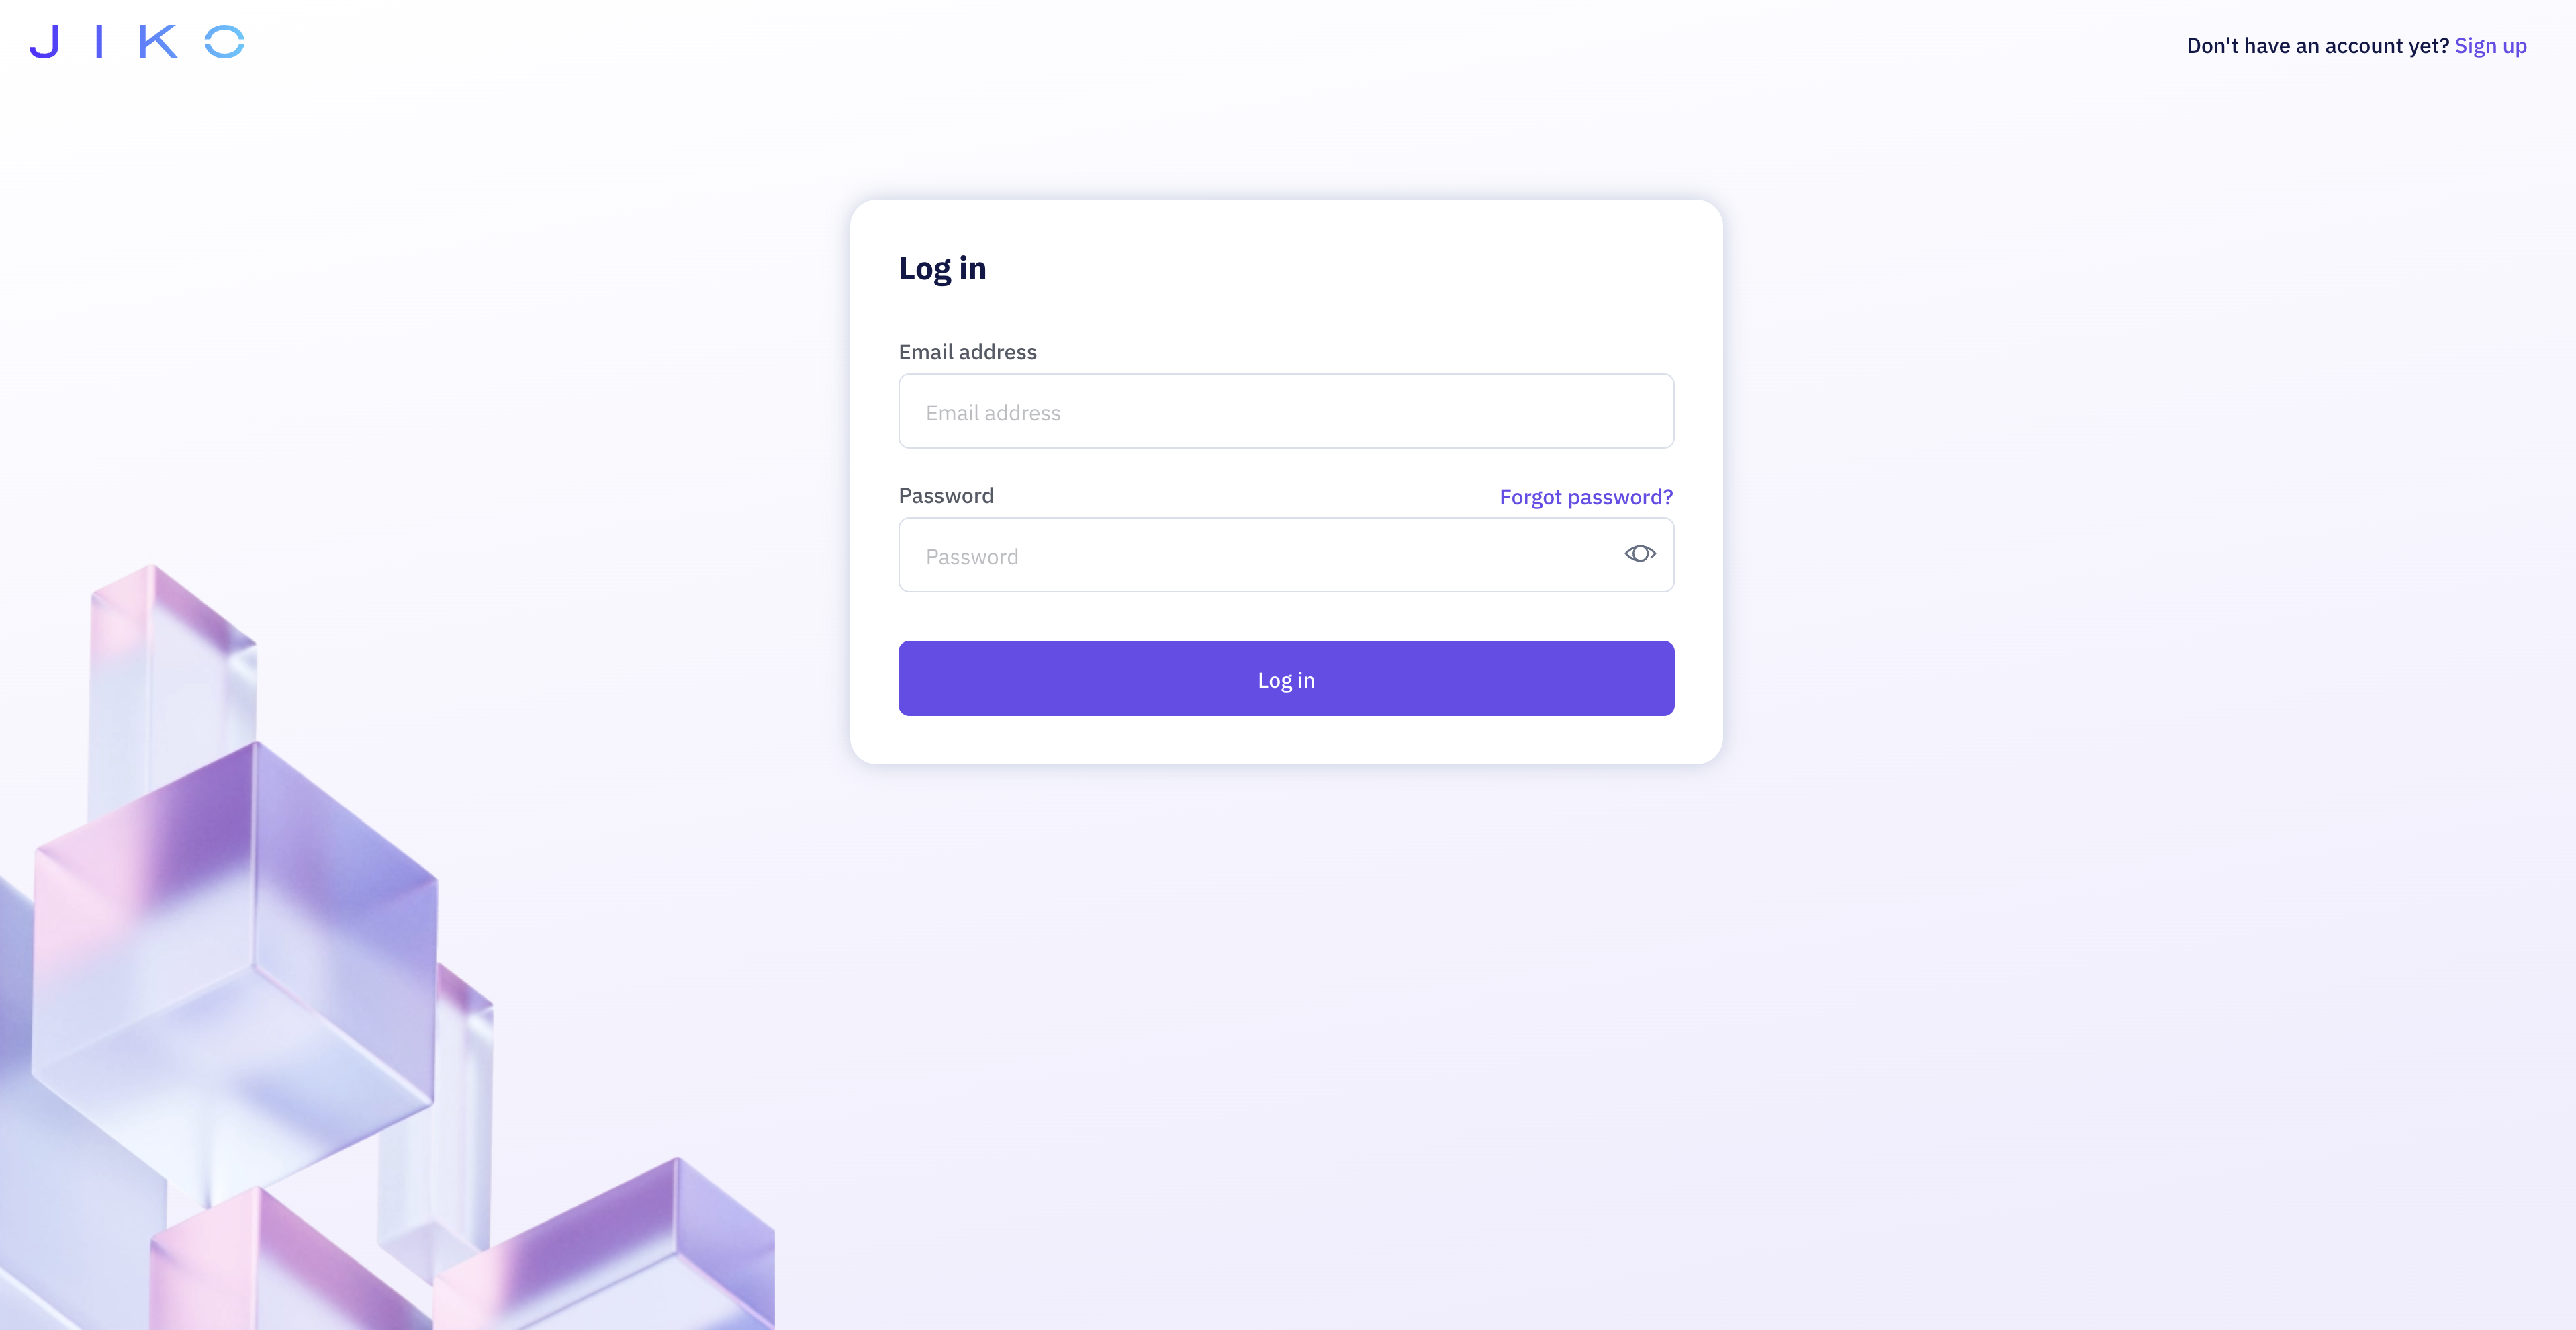 JIKO
Don't have an account yet? Sign up
Log in
Email address
Email address
Password Forgot password?
Password
Log in